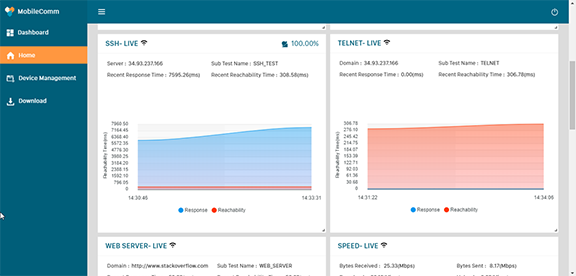 MobileComm
Dashboard
Home
Device Management
Download
SSH- LIVE
100.00%
Server : 34.93.237.166
Sub Test Name : SSH_TEST
Recent Response Time : 7595.26(ms)
Recent Reachability Time : 308.58(ms)
Reachability Time(ms)
7960.50
7164.45
6368.40
5572.35
4776.30
3980.25
3184.20
2388.15
1592.10
796.05
0
14:30:46
14:33:31
Response
Reachability
TELNET- LIVE
Domain : 34.93.237.166
Sub Test Name : TELNET
Recent Response Time : 0.00(ms)
Recent Reachability Time : 306.78(ms)
Reachability Time(ms)
306.78
276.10
245.42
214.75
184.07
153.39
122.71
92.03
61.36
30.68
0
14:31:22
14:34:06
Response
Reachability
WEB SERVER- LIVE
Domain : http://www.stackoverflow.com
Sub Test Name : WEB_SERVER
SPEED- LIVE
Bytes Received : 25.33(Mbps)
Bytes Sent : 8.17(Mbps)